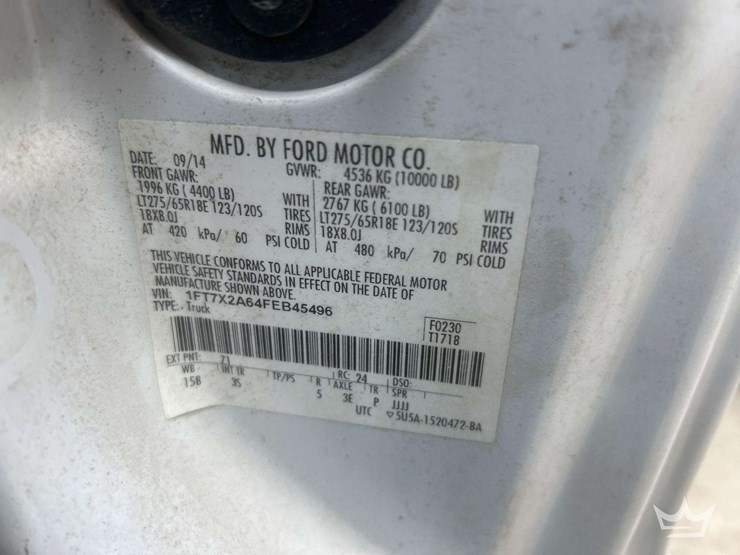 MFD. BY FORD MOTOR CO.
DATE: 09/14 GVWR: 4536 KG (10000 LB)
FRONT GAWR: REAR GAWR:
1996 KG ( 4400 LB) WITH 2767 KG ( 6100 LB) WITH
LT275/65R18E 123/120S TIRES LT275/65R18E 123/120S TIRES
18X8.0J RIMS 18X8.0J RIMS
AT 420 kPa/ 60 PSI COLD AT 480 kPa/ 70 PSI COLD
THIS VEHICLE CONFORMS TO ALL APPLICABLE FEDERAL MOTOR
VEHICLE SAFETY STANDARDS IN EFFECT ON THE DATE OF
MANUFACTURE SHOWN ABOVE.
VIN: 1FT7X2A64FEB45496
TYPE: Truck
F0230
T1718
EXT PNT: Z1 RC: 24 DSO:
WB INT TR TP/PS R AXLE TR SPR
15B 3S 5 3E P JJJJ
UTC ▽5U5A-1520472-BA